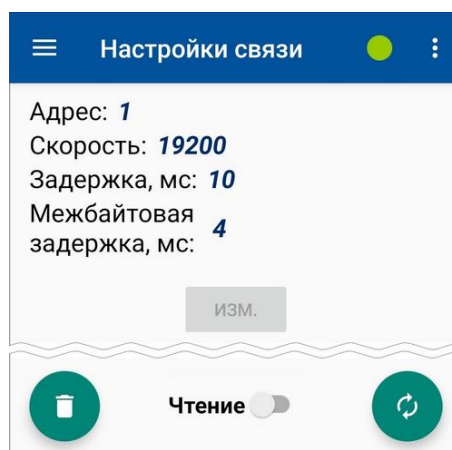 Настройки связи
Адрес: 1
Скорость: 19200
Задержка, мс: 10
Межбайтовая
задержка, мс: 4
изм.
Чтение